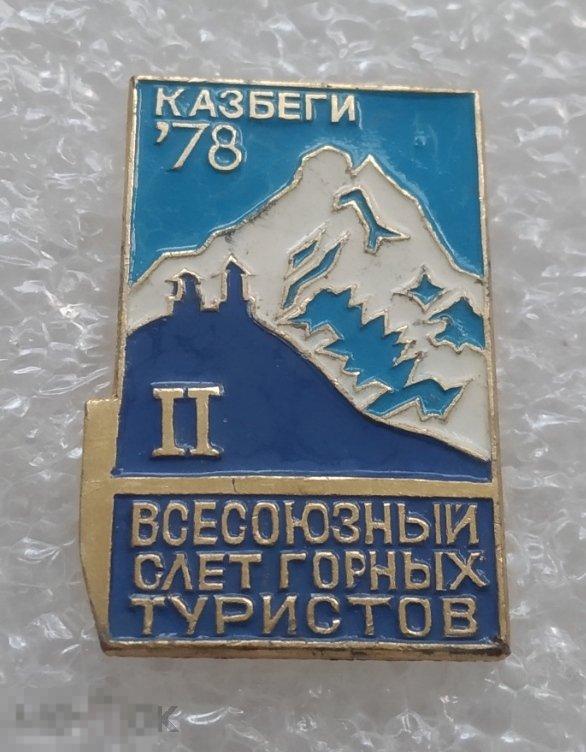 КАЗБЕГИ
'78
II
ВСЕСОЮЗНЫЙ
СЛЕТ ГОРНЫХ
ТУРИСТОВ